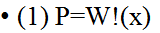 • (1) P=W!(x)